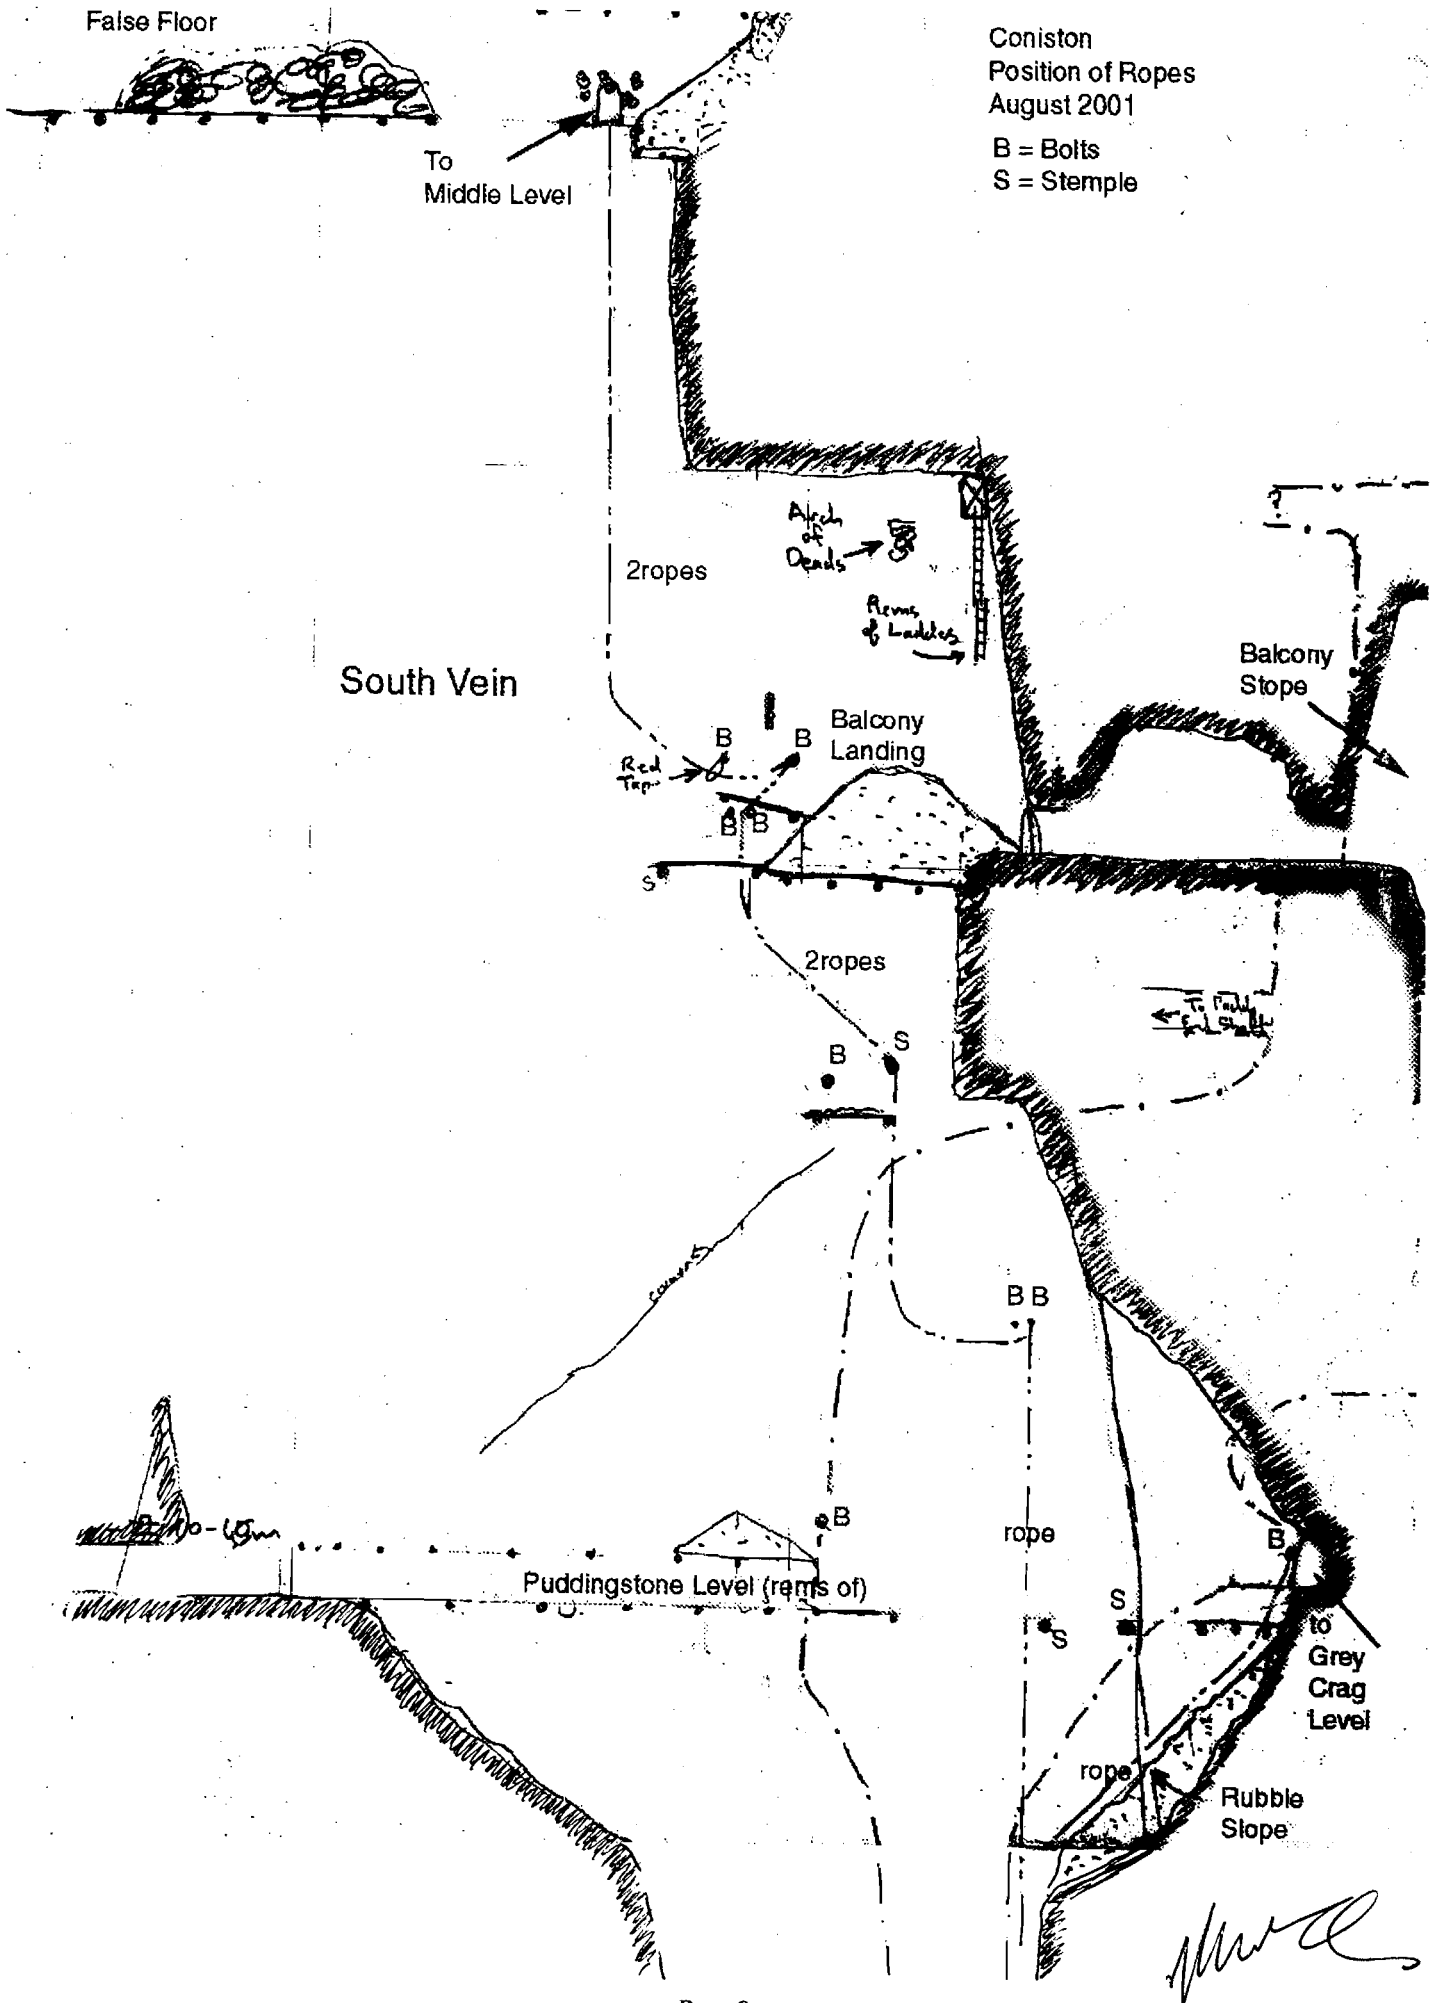 False Floor
Coniston
Position of Ropes
August 2001
B = Bolts
S = Stemple
To
Middle Level
Arch
of
Deads
2ropes
Rems
of Ladder
South Vein
Balcony
Stope
Balcony
Landing
B
B
Red
B
B
S
2ropes
To
B
S
B B
B
rope
B
Puddingstone Level (rems of)
S
S
to
Grey
Crag
Level
rope
Rubble
Slope